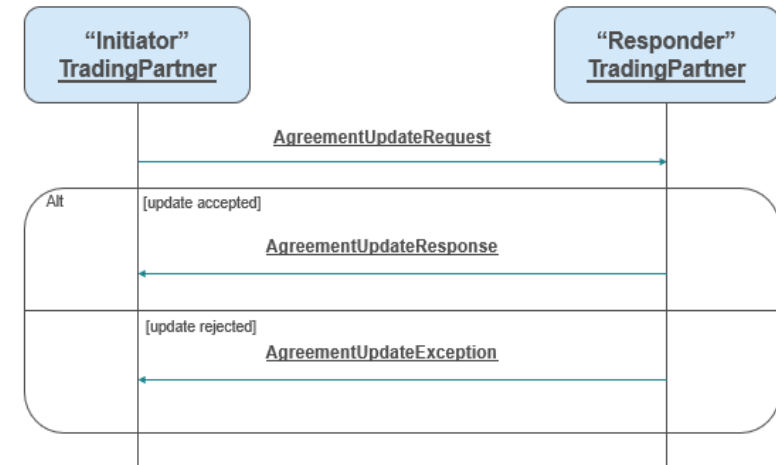 “Initiator”
TradingPartner
“Responder”
TradingPartner
AgreementUpdateRequest
Alt
[update accepted]
AgreementUpdateResponse
[update rejected]
AgreementUpdateException